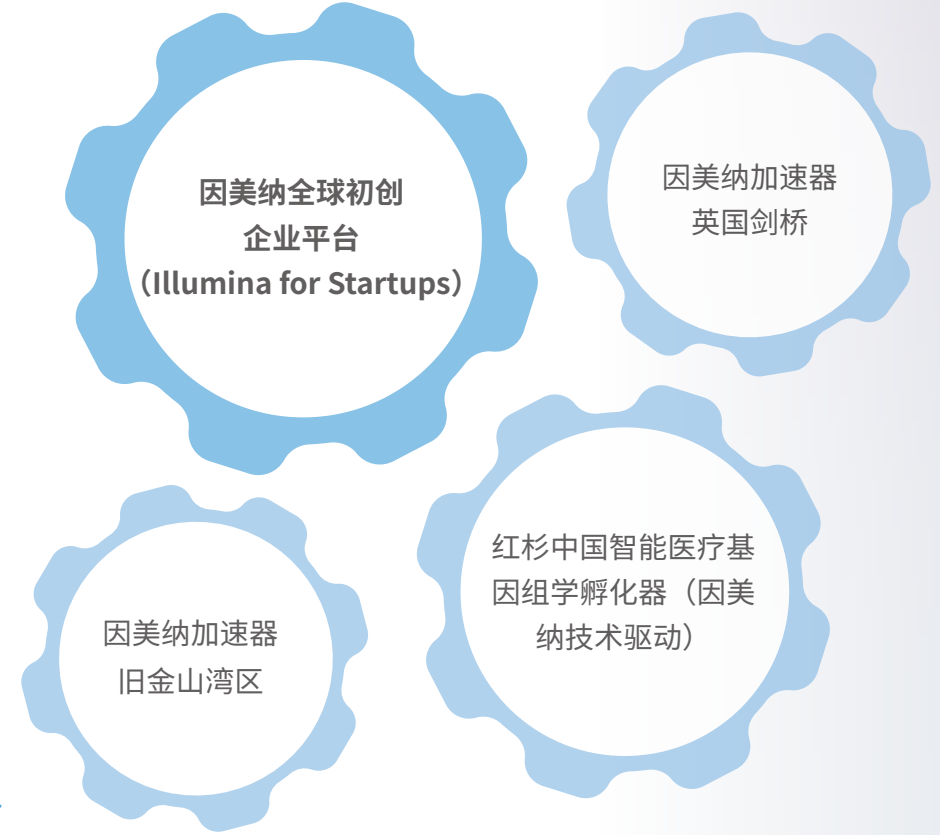 因美纳全球初创
企业平台
（Illumina for Startups）
因美纳加速器
英国剑桥
红杉中国智能医疗基
因组学孵化器（因美
纳技术驱动）
因美纳加速器
旧金山湾区